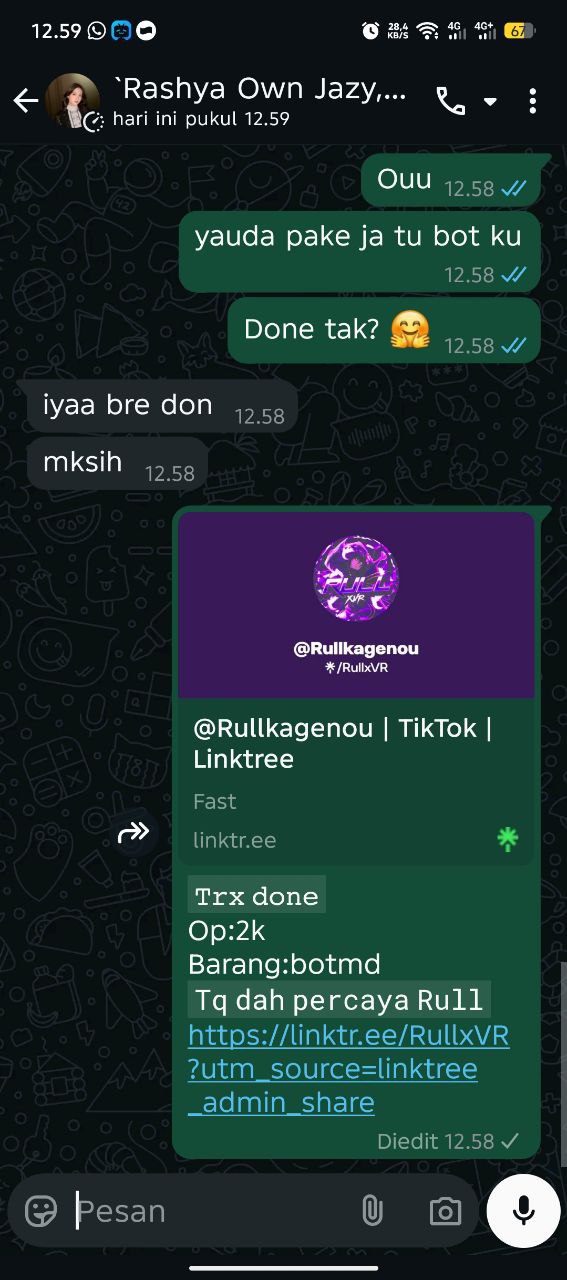 12.59
28,4 KB/S 4G 4G+ 67
`Rashya Own Jazy,...
hari ini pukul 12.59
Ouu 12.58
yauda pake ja tu bot ku
12.58
Done tak? 🤗 12.58
iyaa bre don 12.58
mksih 12.58
RULL
XVR
@Rullkagenou
/RullxVR
@Rullkagenou | TikTok |
Linktree
Fast
linktr.ee
Trx done
Op:2k
Barang:botmd
Tq dah percaya Rull
https://linktr.ee/RullxVR
?utm_source=linktree
_admin_share
Diedit 12.58
Pesan